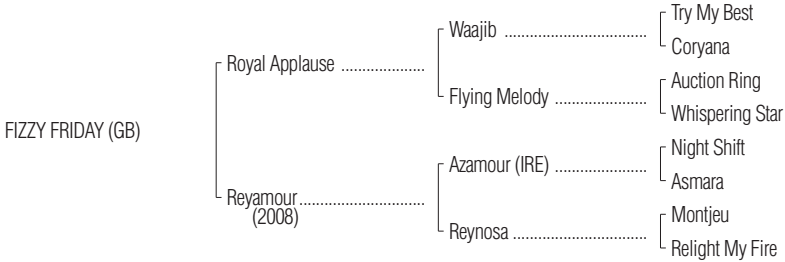 Try My Best
Waajib ..................................
Coryana
Royal Applause ....................
Auction Ring
Flying Melody ......................
Whispering Star
FIZZY FRIDAY (GB)
Night Shift
Azamour (IRE) ......................
Asmara
Reyamour..............................
(2008)
Montjeu
Reynosa ................................
Relight My Fire